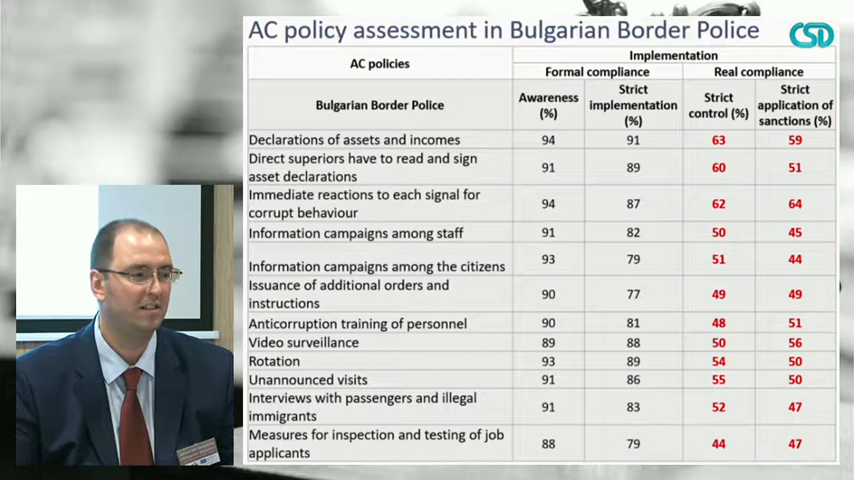 AC policy assessment in Bulgarian Border Police
CSD
AC policies
Implementation
Formal compliance
Real compliance
Bulgarian Border Police
Awareness (%)
Strict implementation (%)
Strict control (%)
Strict application of sanctions (%)
Declarations of assets and incomes 94 91 63 59
Direct superiors have to read and sign
asset declarations 91 89 60 51
Immediate reactions to each signal for
corrupt behaviour 94 87 62 64
Information campaigns among staff 91 82 50 45
Information campaigns among the citizens 93 79 51 44
Issuance of additional orders and
instructions 90 77 49 49
Anticorruption training of personnel 90 81 48 51
Video surveillance 89 88 50 56
Rotation 93 89 54 50
Unannounced visits 91 86 55 50
Interviews with passengers and illegal
immigrants 91 83 52 47
Measures for inspection and testing of job
applicants 88 79 44 47